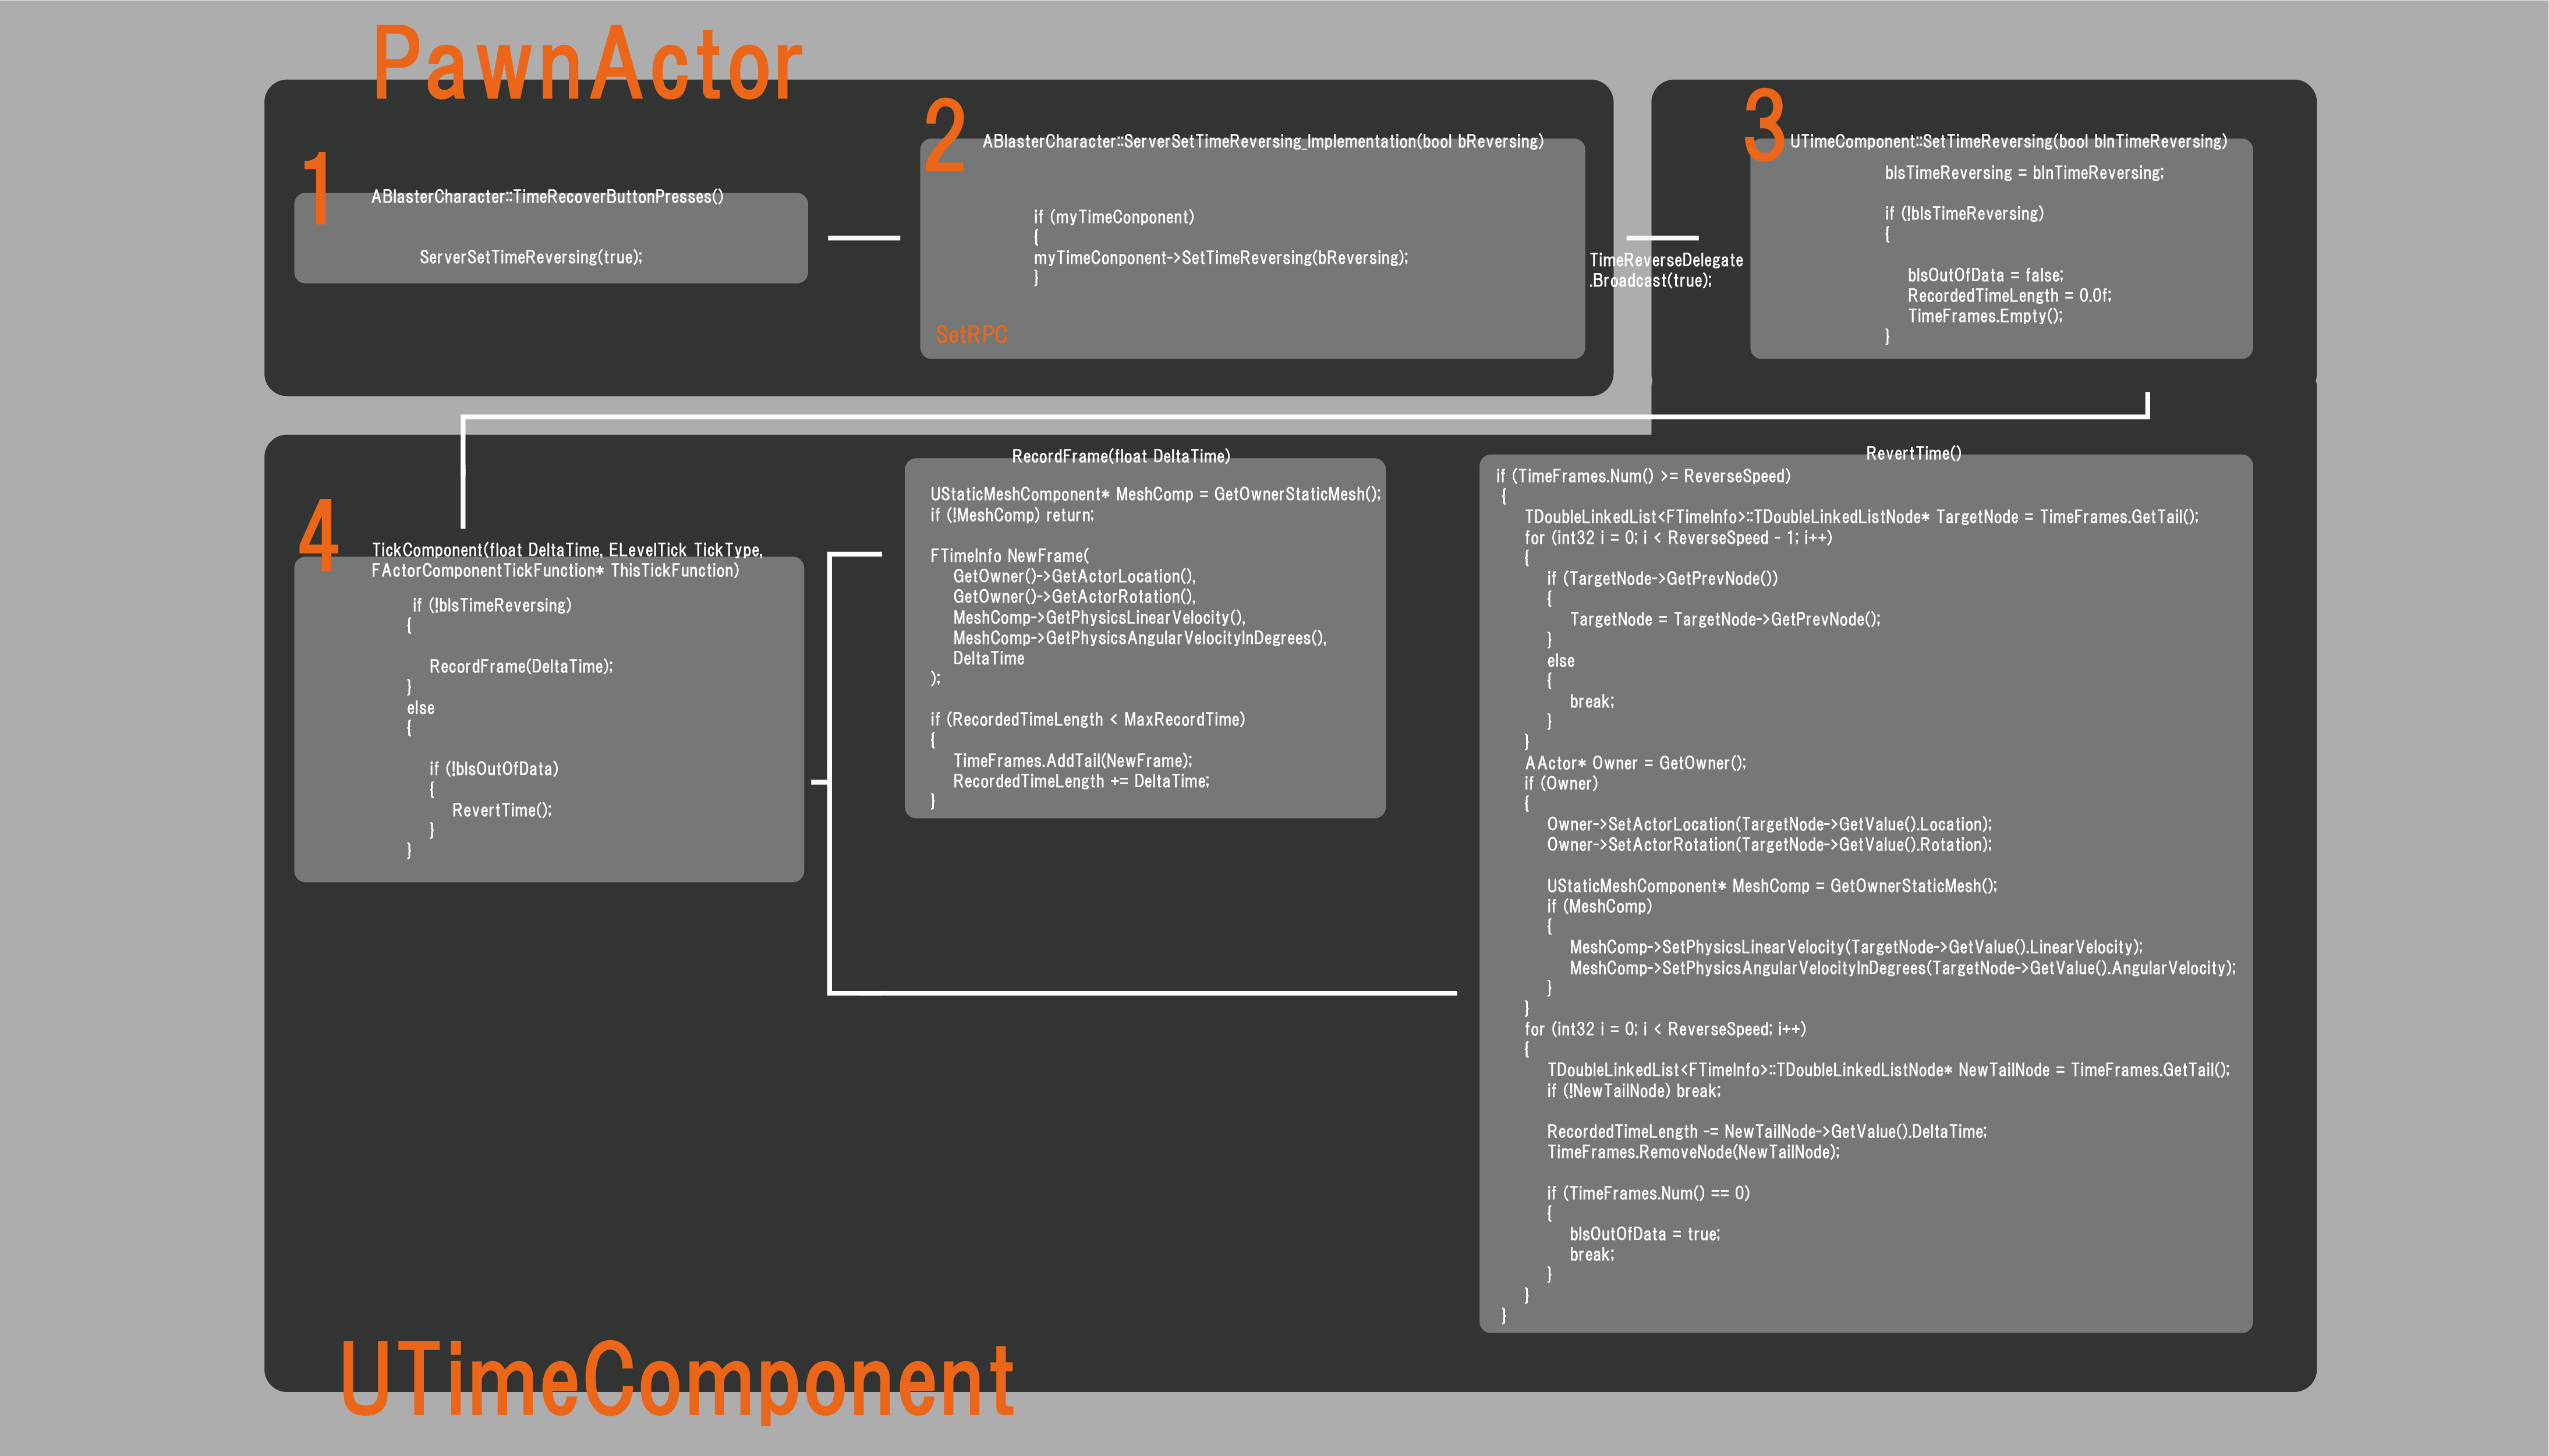 PawnActor
1
ABlasterCharacter::TimeRecoverButtonPresses()
ServerSetTimeReversing(true);
2
ABlasterCharacter::ServerSetTimeReversing_Implementation(bool bReversing)
if (myTimeConponent)
{
myTimeConponent->SetTimeReversing(bReversing);
}
SetRPC
TimeReverseDelegate
.Broadcast(true);
3
UTimeComponent::SetTimeReversing(bool bInTimeReversing)
bIsTimeReversing = bInTimeReversing;
if (!bIsTimeReversing)
{
bIsOutOfData = false;
RecordedTimeLength = 0.0f;
TimeFrames.Empty();
}
4
TickComponent(float DeltaTime, ELevelTick TickType,
FActorComponentTickFunction* ThisTickFunction)
if (!bIsTimeReversing)
{
RecordFrame(DeltaTime);
}
else
{
if (!bIsOutOfData)
{
RevertTime();
}
}
RecordFrame(float DeltaTime)
UStaticMeshComponent* MeshComp = GetOwnerStaticMesh();
if (!MeshComp) return;
FTimeInfo NewFrame(
GetOwner()->GetActorLocation(),
GetOwner()->GetActorRotation(),
MeshComp->GetPhysicsLinearVelocity(),
MeshComp->GetPhysicsAngularVelocityInDegrees(),
DeltaTime
);
if (RecordedTimeLength < MaxRecordTime)
{
TimeFrames.AddTail(NewFrame);
RecordedTimeLength += DeltaTime;
}
RevertTime()
if (TimeFrames.Num() >= ReverseSpeed)
{
TDoubleLinkedList<FTimeInfo>::TDoubleLinkedListNode* TargetNode = TimeFrames.GetTail();
for (int32 i = 0; i < ReverseSpeed - 1; i++)
{
if (TargetNode->GetPrevNode())
{
TargetNode = TargetNode->GetPrevNode();
}
else
{
break;
}
}
AActor* Owner = GetOwner();
if (Owner)
{
Owner->SetActorLocation(TargetNode->GetValue().Location);
Owner->SetActorRotation(TargetNode->GetValue().Rotation);
UStaticMeshComponent* MeshComp = GetOwnerStaticMesh();
if (MeshComp)
{
MeshComp->SetPhysicsLinearVelocity(TargetNode->GetValue().LinearVelocity);
MeshComp->SetPhysicsAngularVelocityInDegrees(TargetNode->GetValue().AngularVelocity);
}
}
for (int32 i = 0; i < ReverseSpeed; i++)
{
TDoubleLinkedList<FTimeInfo>::TDoubleLinkedListNode* NewTailNode = TimeFrames.GetTail();
if (!NewTailNode) break;
RecordedTimeLength -= NewTailNode->GetValue().DeltaTime;
TimeFrames.RemoveNode(NewTailNode);
if (TimeFrames.Num() == 0)
{
bIsOutOfData = true;
break;
}
}
}
UTimeComponent